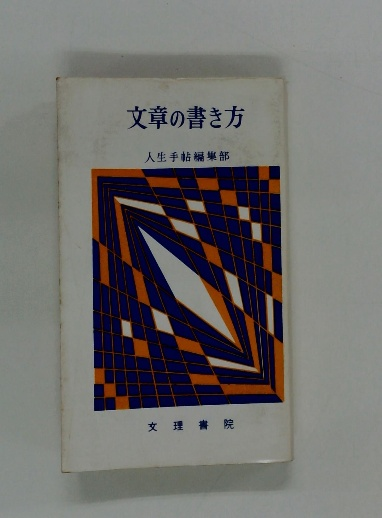 文章の書き方
人生手帖編集部
文理書院